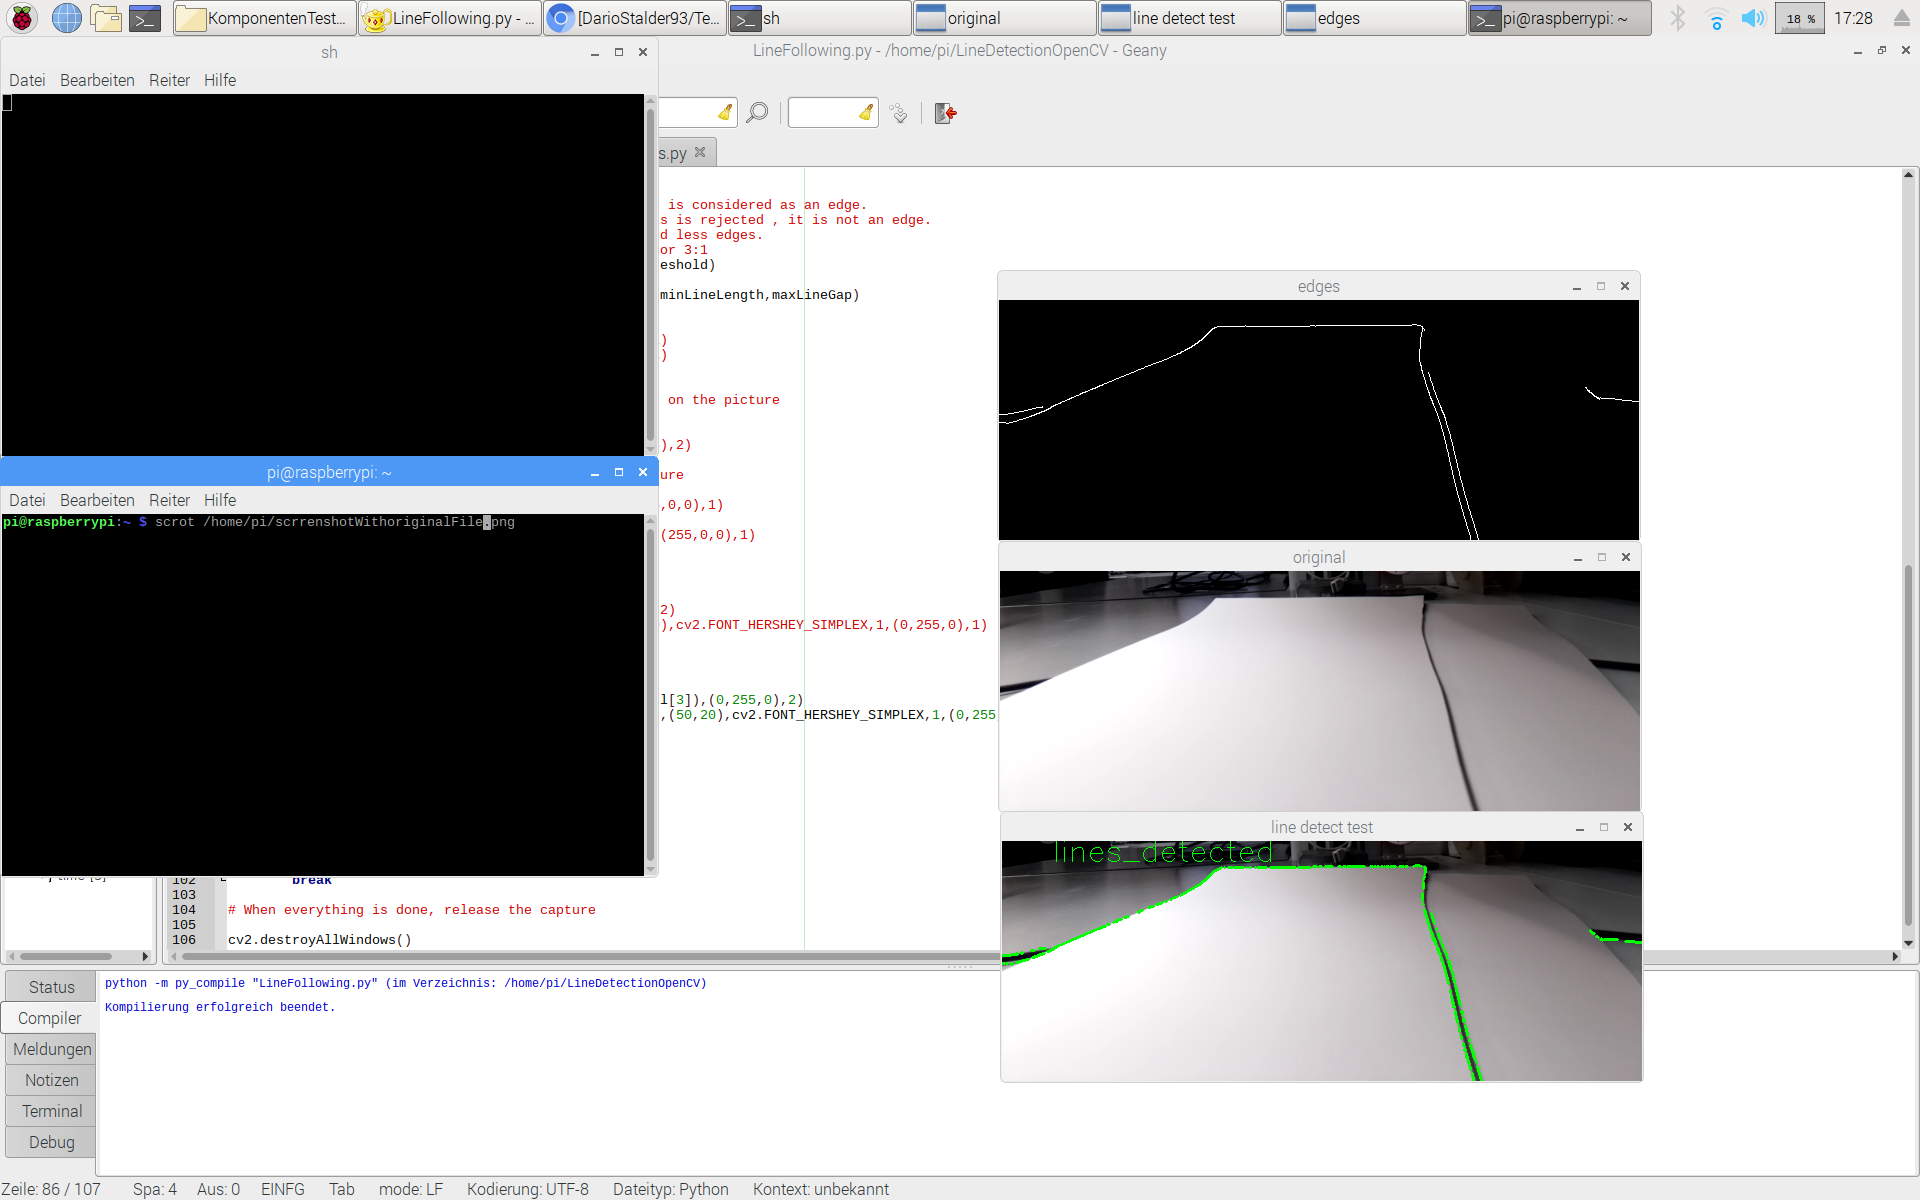 KomponentenTest...
LineFollowing.py - ...
[DarioStalder93/Te...
sh
original
line detect test
edges
pi@raspberrypi: ~
18 %
17:28
sh
Datei Bearbeiten Reiter Hilfe
LineFollowing.py - /home/pi/LineDetectionOpenCV - Geany
s.py
is considered as an edge.
s is rejected , it is not an edge.
d less edges.
or 3:1
eshold)
minLineLength,maxLineGap)
)
)
on the picture
),2)
ure
,0,0),1)
(255,0,0),1)
2)
),cv2.FONT_HERSHEY_SIMPLEX,1,(0,255,0),1)
l[3]),(0,255,0),2)
,(50,20),cv2.FONT_HERSHEY_SIMPLEX,1,(0,255
pi@raspberrypi: ~
Datei Bearbeiten Reiter Hilfe
pi@raspberrypi:~ $ scrot /home/pi/scrrenshotWithoriginalFile.png
edges
original
line detect test
lines_detected
102 break
103
104 # When everything is done, release the capture
105
106 cv2.destroyAllWindows()
Status
Compiler
Meldungen
Notizen
Terminal
Debug
python -m py_compile "LineFollowing.py" (im Verzeichnis: /home/pi/LineDetectionOpenCV)
Kompilierung erfolgreich beendet.
Zeile: 86 / 107 Spa: 4 Aus: 0 EINFG Tab mode: LF Kodierung: UTF-8 Dateityp: Python Kontext: unbekannt